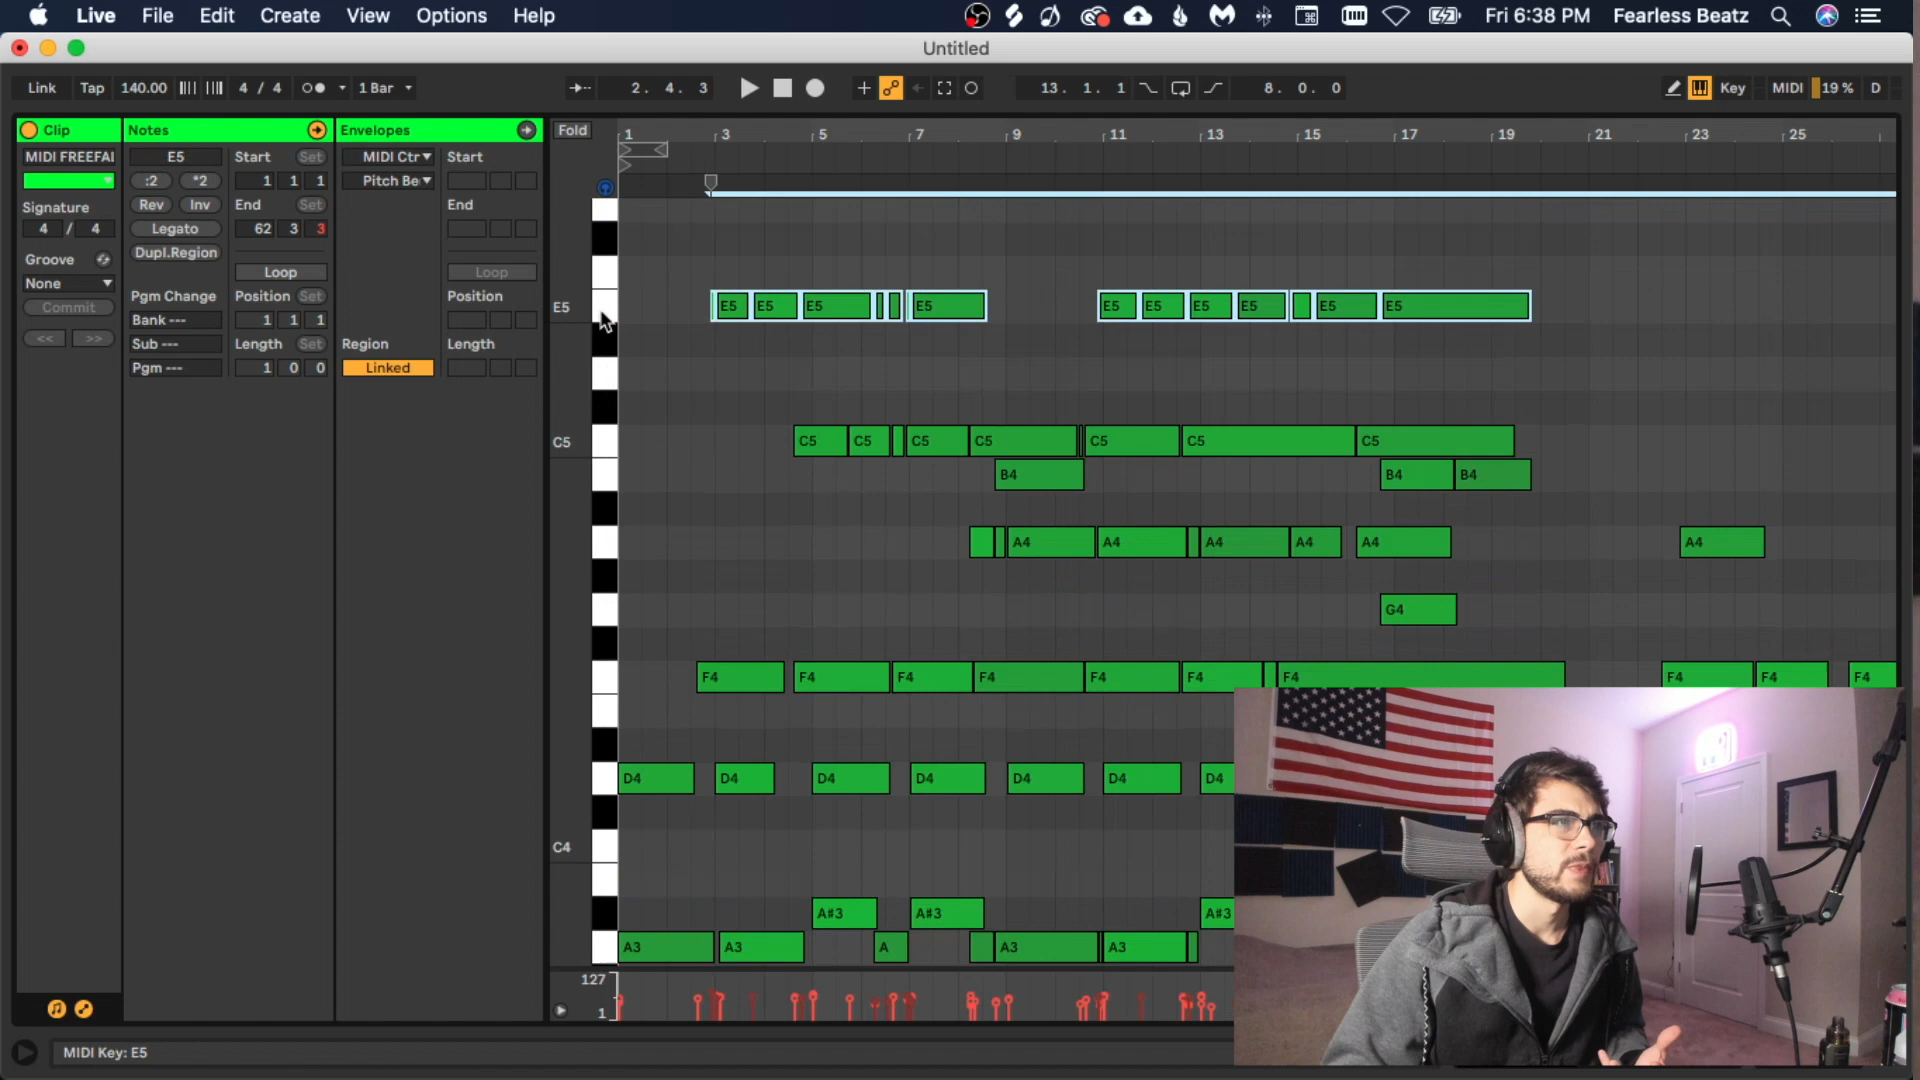 Live File Edit Create View Options Help Fri 6:38 PM Fearless Beatz
Untitled
Link Tap 140.00 4 / 4 1 Bar 2. 4. 3 13. 1. 1 8. 0. 0 Key MIDI 19 % D
Clip Notes Envelopes Fold 1 3 5 7 9 11 13 15 17 19 21 23 25
MIDI FREEFAL E5 Start Set MIDI Ctr Start
:2 *2 1 1 1 Pitch Be
Signature Rev Inv End Set End
4 / 4 Legato 62 3 3
Groove Dupl.Region
None Loop Loop
Commit Pgm Change Position Set Position
<< >> Bank --- 1 1 1
Sub --- Length Set Region Length
Pgm --- 1 0 0 Linked
E5 E5 E5 E5 E5 E5 E5 E5 E5 E5 E5
C5 C5 C5 C5 C5 C5 C5 C5
B4 B4 B4
A4 A4 A4 A4 A4 A4
G4
F4 F4 F4 F4 F4 F4 F4 F4 F4 F4
D4 D4 D4 D4 D4 D4 D4
C4
A#3 A#3 A#3
A3 A3 A A3 A3
127
1
MIDI Key: E5